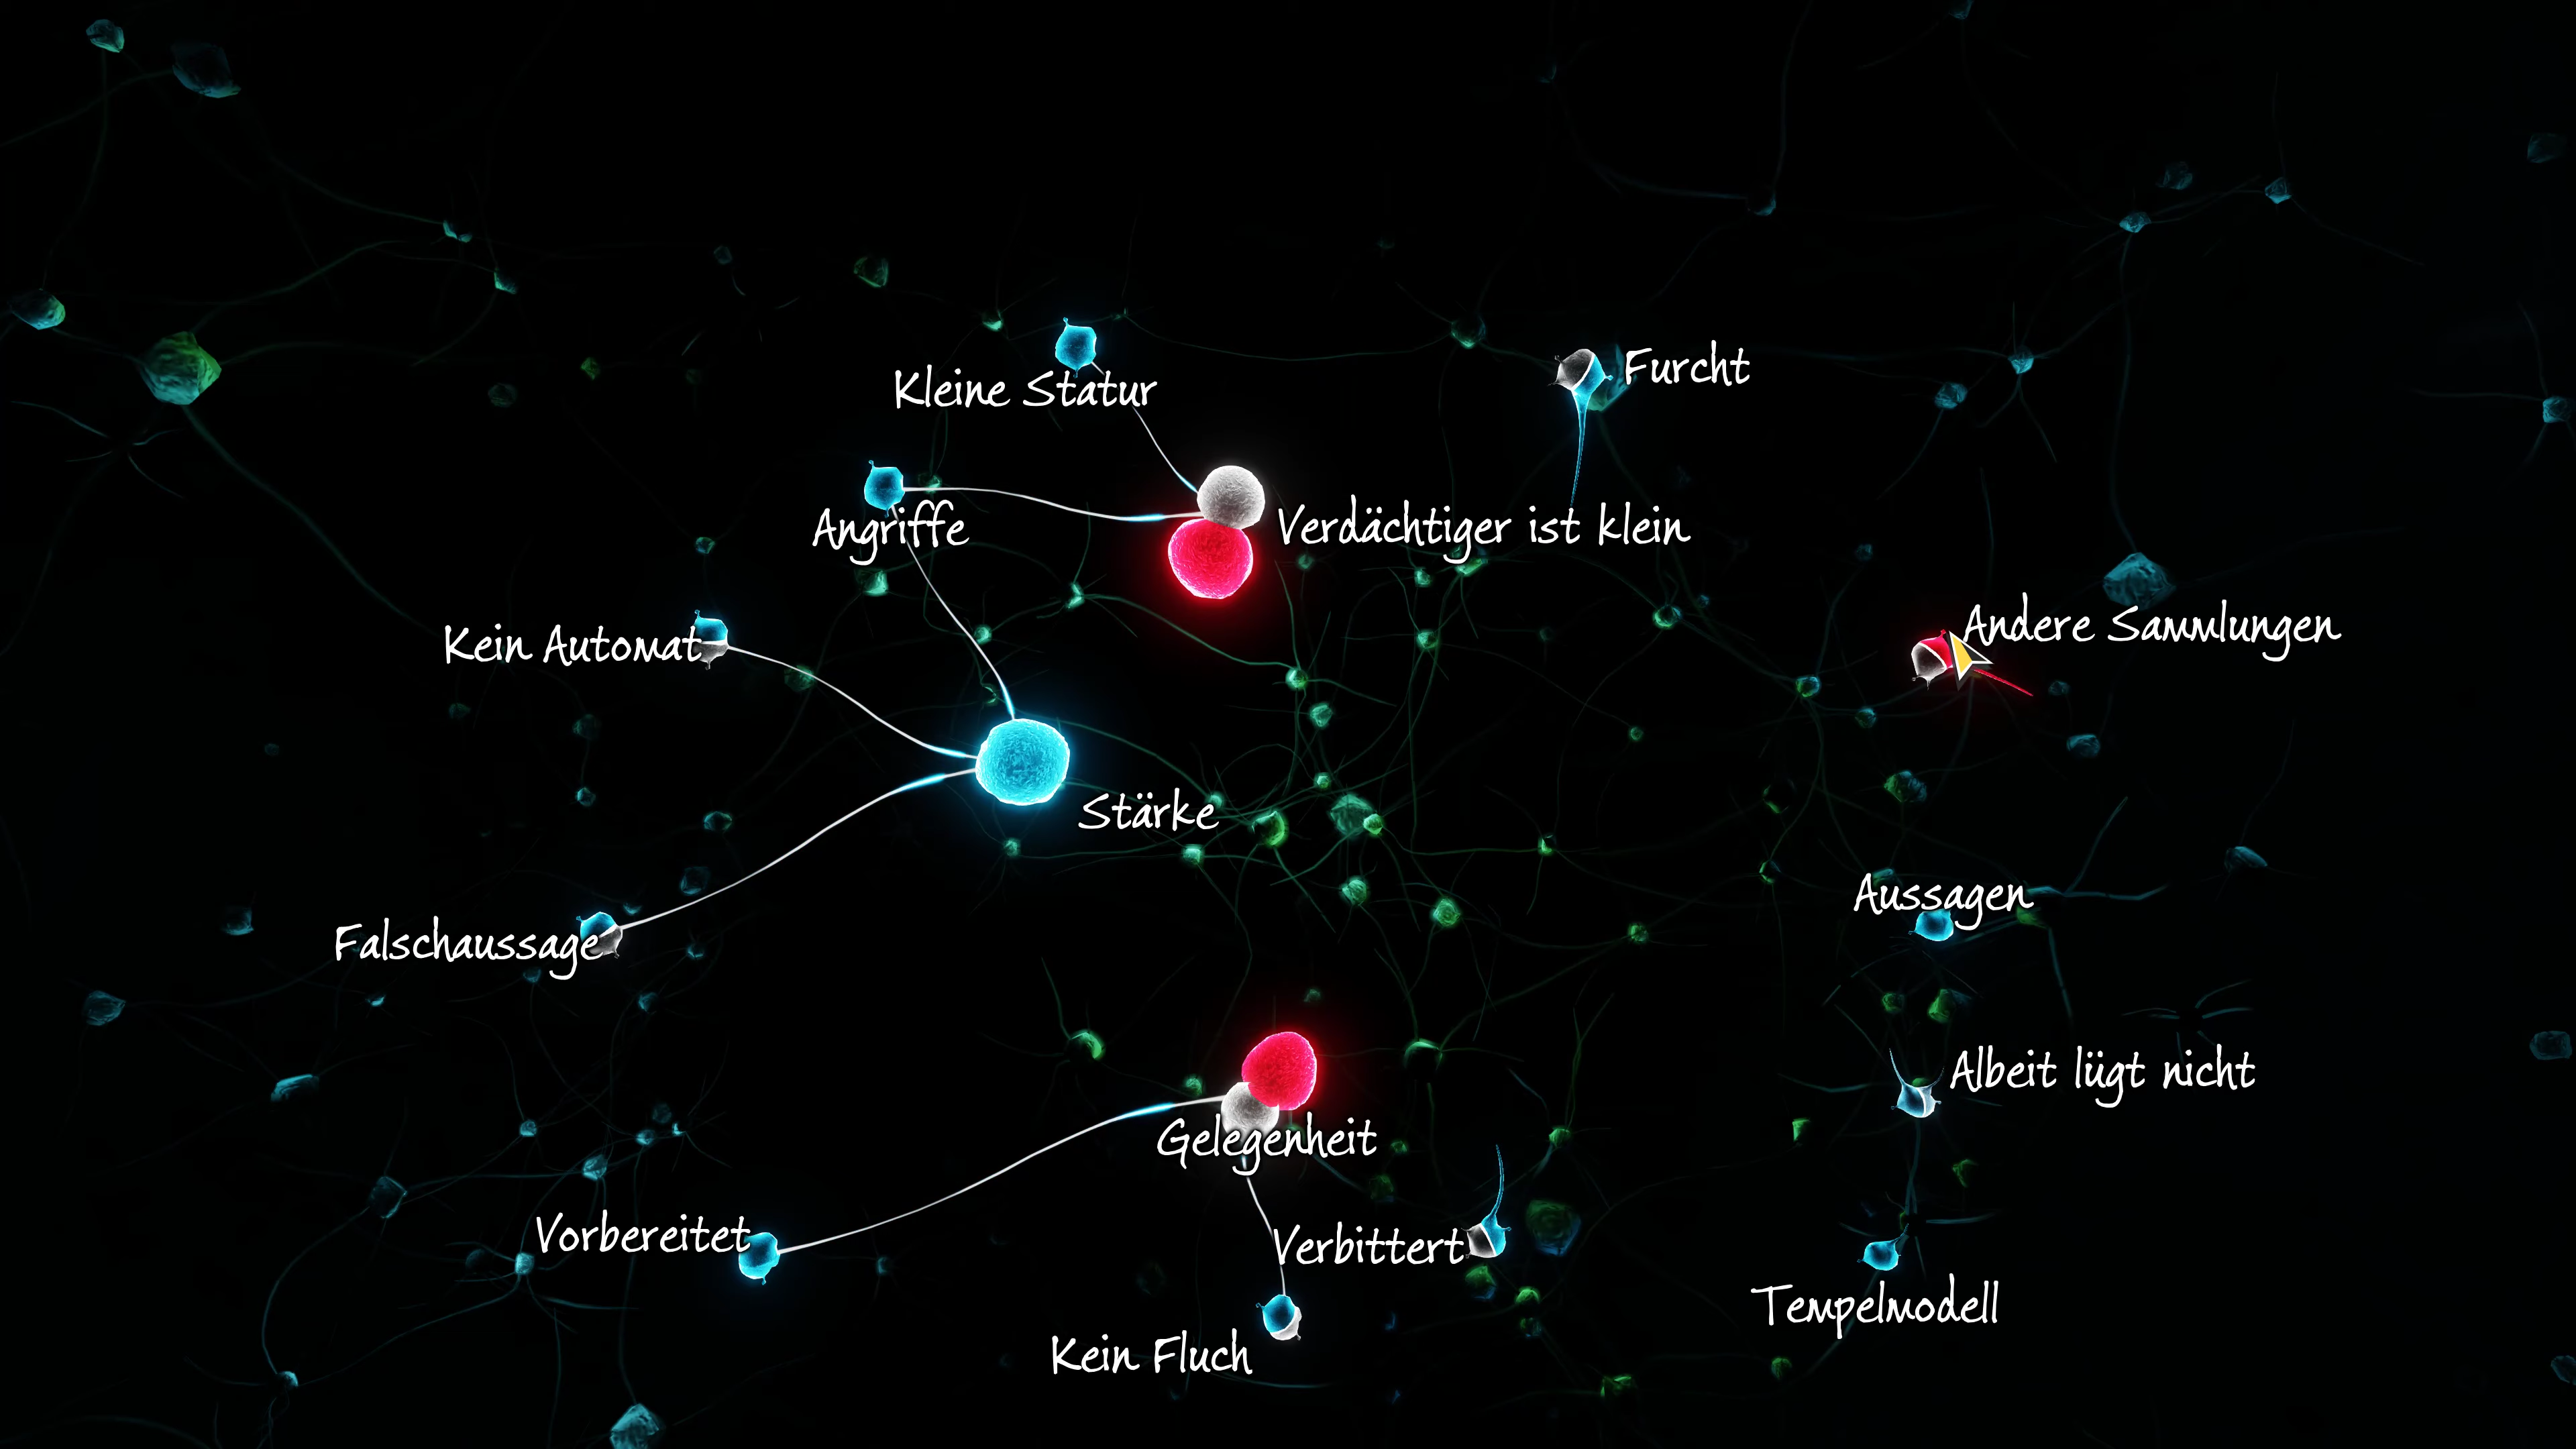 Kleine Statur
Furcht
Angriffe
Verdächtiger ist klein
Kein Automat
Andere Sammlungen
Stärke
Aussagen
Falschaussage
Albeit lügt nicht
Gelegenheit
Vorbereitet
Verbittert
Tempelmodell
Kein Fluch